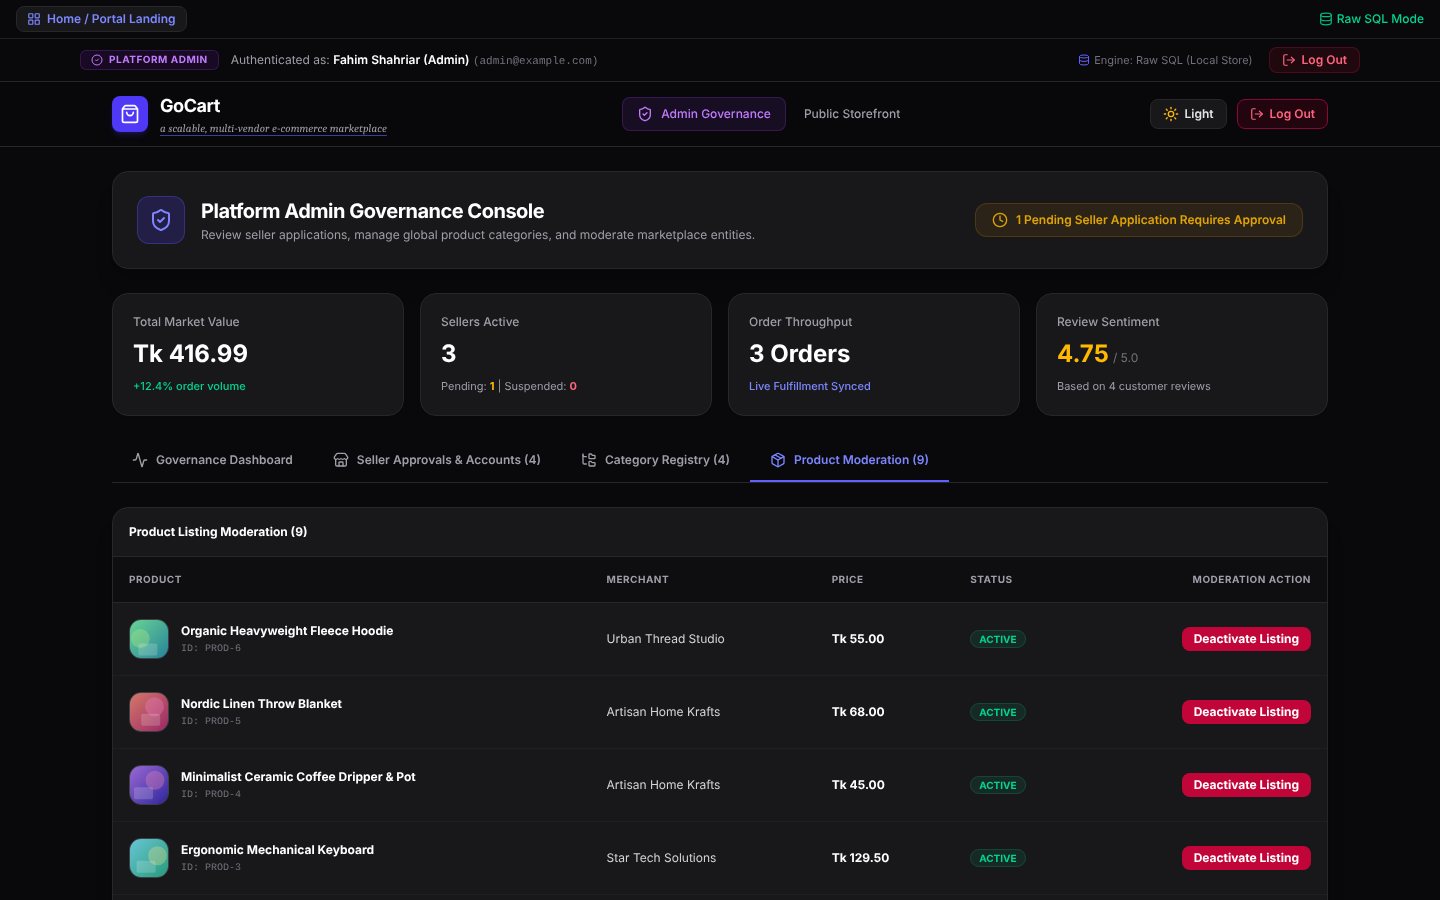 Home / Portal Landing
Raw SQL Mode
PLATFORM ADMIN
Authenticated as: Fahim Shahriar (Admin) (admin@example.com)
Engine: Raw SQL (Local Store)
Log Out
GoCart
a scalable, multi-vendor e-commerce marketplace
Admin Governance
Public Storefront
Light
Log Out
Platform Admin Governance Console
Review seller applications, manage global product categories, and moderate marketplace entities.
1 Pending Seller Application Requires Approval
Total Market Value
Tk 416.99
+12.4% order volume
Sellers Active
3
Pending: 1 | Suspended: 0
Order Throughput
3 Orders
Live Fulfillment Synced
Review Sentiment
4.75 / 5.0
Based on 4 customer reviews
Governance Dashboard
Seller Approvals & Accounts (4)
Category Registry (4)
Product Moderation (9)
Product Listing Moderation (9)
PRODUCT MERCHANT PRICE STATUS MODERATION ACTION
Organic Heavyweight Fleece Hoodie
ID: PROD-6
Urban Thread Studio
Tk 55.00
ACTIVE
Deactivate Listing
Nordic Linen Throw Blanket
ID: PROD-5
Artisan Home Krafts
Tk 68.00
ACTIVE
Deactivate Listing
Minimalist Ceramic Coffee Dripper & Pot
ID: PROD-4
Artisan Home Krafts
Tk 45.00
ACTIVE
Deactivate Listing
Ergonomic Mechanical Keyboard
ID: PROD-3
Star Tech Solutions
Tk 129.50
ACTIVE
Deactivate Listing